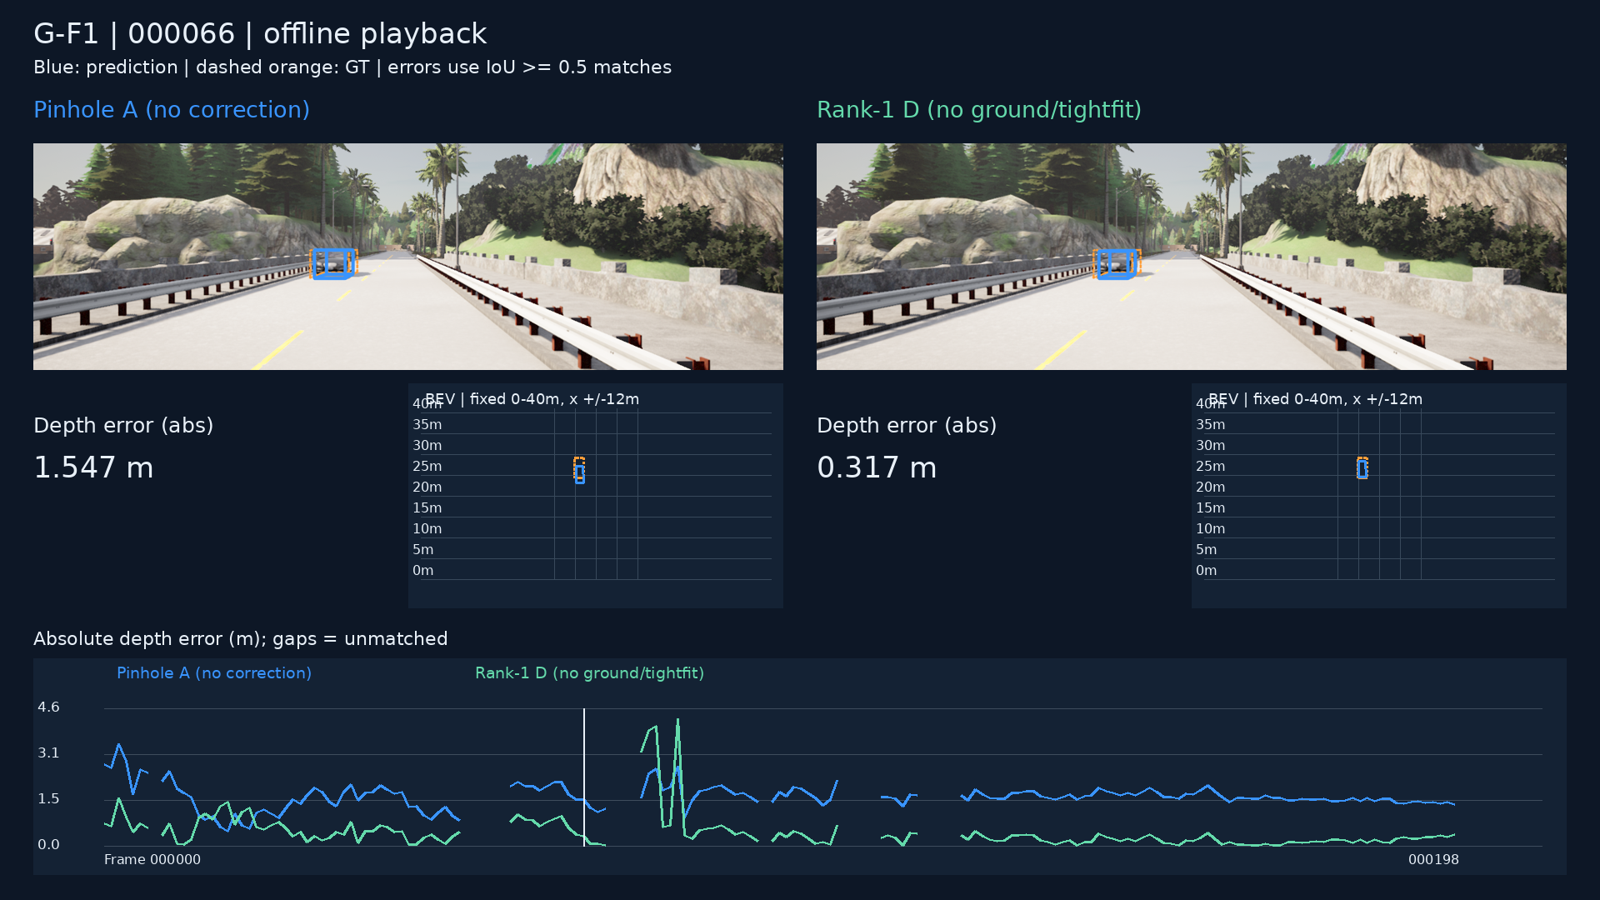 G-F1 | 000066 | offline playback
Blue: prediction | dashed orange: GT | errors use IoU >= 0.5 matches
Pinhole A (no correction)
Rank-1 D (no ground/tightfit)
Depth error (abs)
1.547 m
BEV | fixed 0-40m, x +/-12m
40m
35m
30m
25m
20m
15m
10m
5m
0m
Depth error (abs)
0.317 m
BEV | fixed 0-40m, x +/-12m
40m
35m
30m
25m
20m
15m
10m
5m
0m
Absolute depth error (m); gaps = unmatched
Pinhole A (no correction)
Rank-1 D (no ground/tightfit)
4.6
3.1
1.5
0.0
Frame 000000
000198